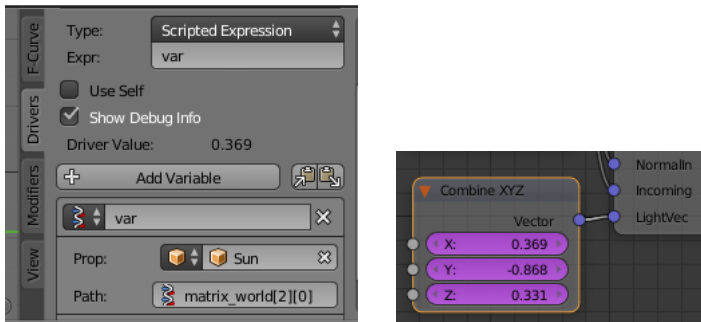 F-Curve
Drivers
Modifiers
View
Type: Scripted Expression
Expr: var
Use Self
Show Debug Info
Driver Value: 0.369
Add Variable
var
Prop: Sun
Path: matrix_world[2][0]
Combine XYZ
Vector
X: 0.369
Y: -0.868
Z: 0.331
NormalIn
Incoming
LightVec